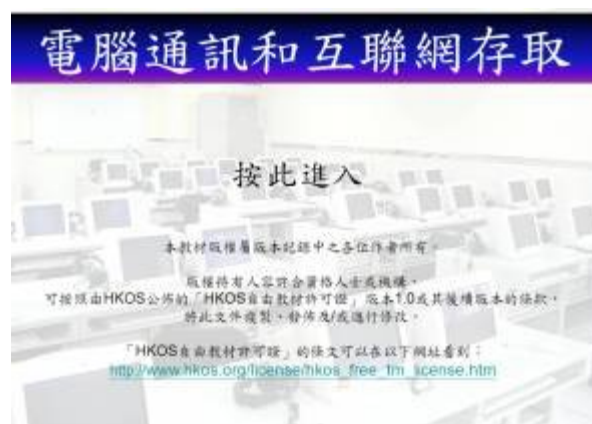 電腦通訊和互聯網存取
按此進入
本教材版權屬版本記錄中之各位作者所有。
版權持有人容許合資格人士或機構，
可按照由HKOS公佈的「HKOS自由教材許可證」版本1.0或其後續版本的條款，
將此文件複製、發佈及/或進行修改。
「HKOS自由教材許可證」的條文可以在以下網址看到：
http://www.hkos.org/license/hkos_free_tm_license.htm